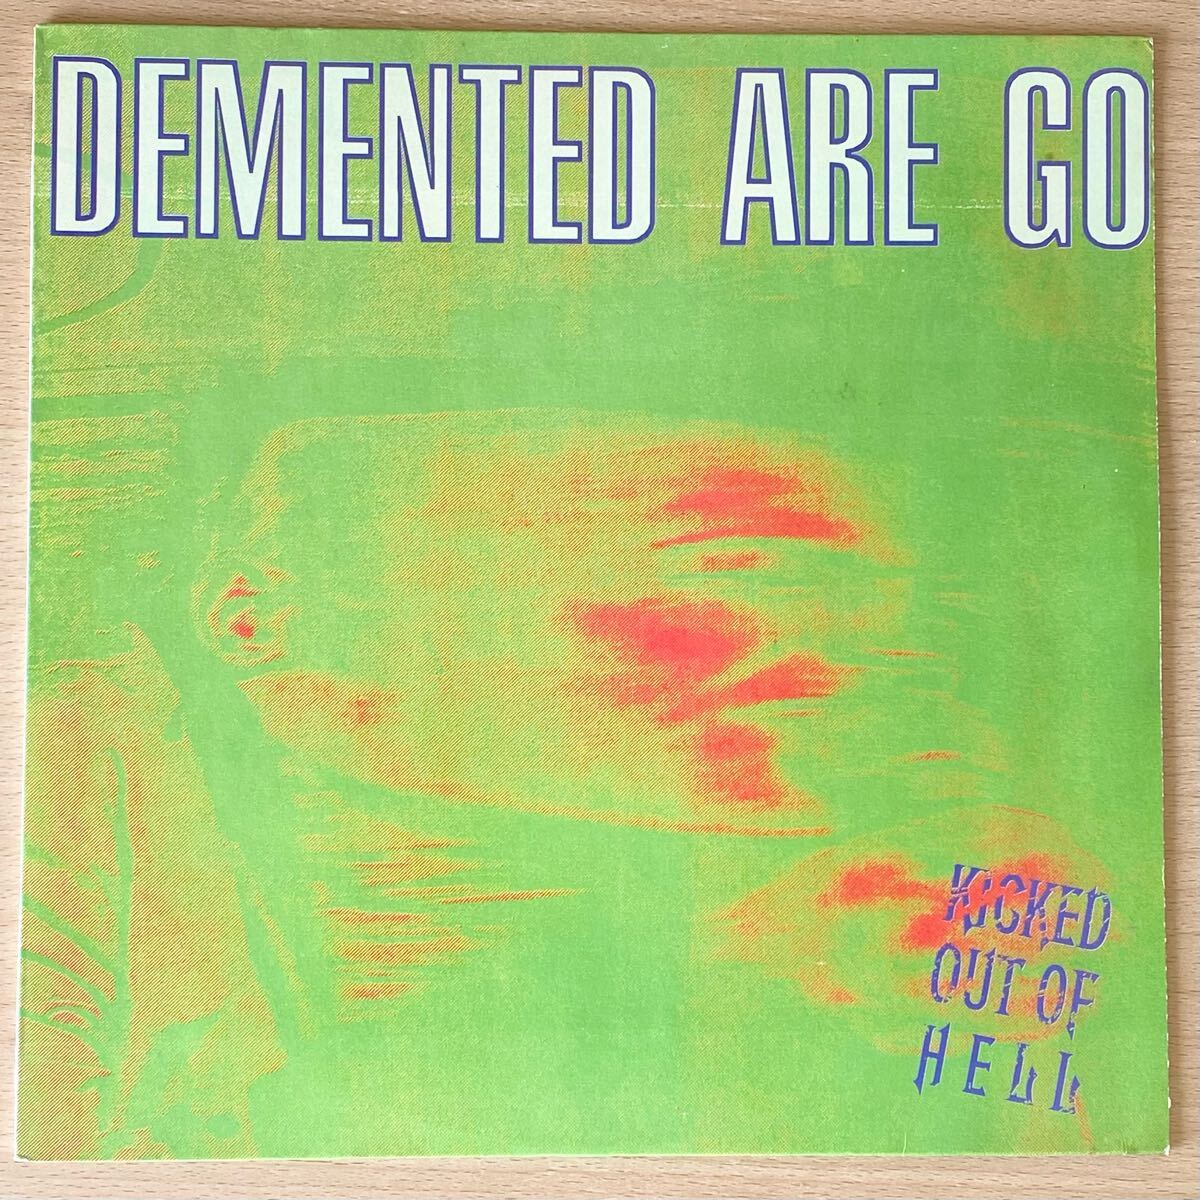 DEMENTED ARE GO
KICKED
OUT OF
HELL